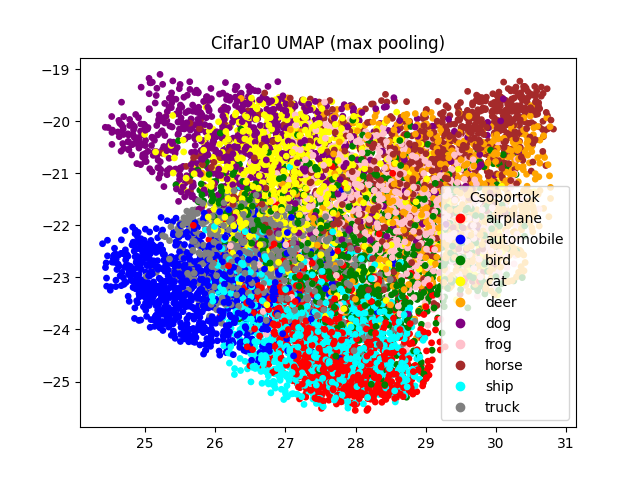 Cifar10 UMAP (max pooling)
−19
−20
−21
−22
−23
−24
−25
25
26
27
28
29
30
31
Csoportok
airplane
automobile
bird
cat
deer
dog
frog
horse
ship
truck